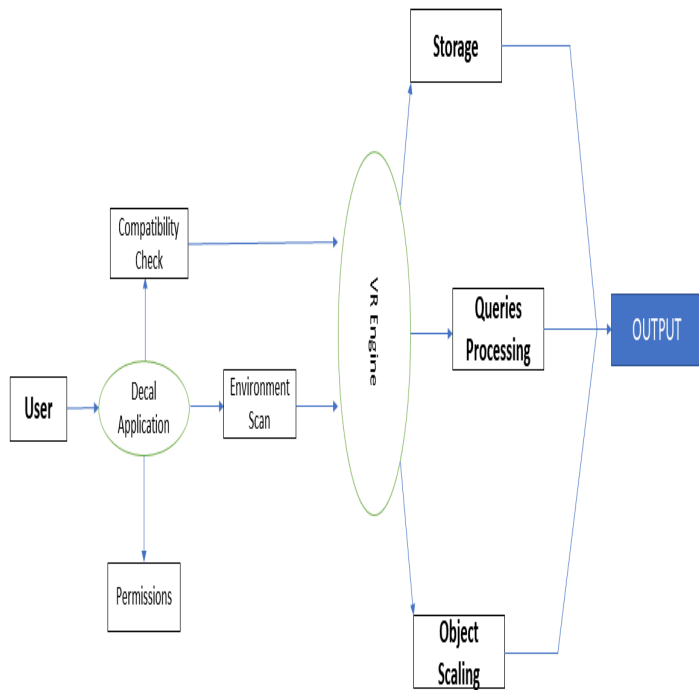 Storage
Compatibility
Check
VR Engine
Queries
Processing
OUTPUT
User
Decal
Application
Environment
Scan
Permissions
Object
Scaling